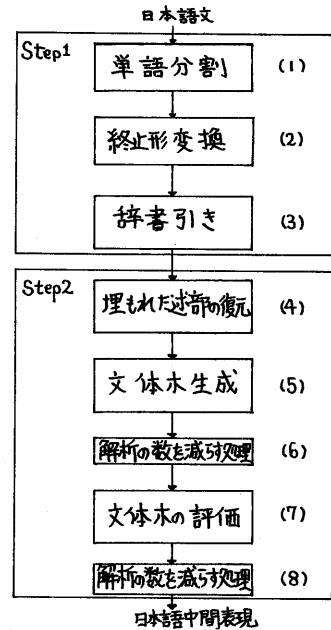 日本語文
Step1
単語分割 (1)
終止形変換 (2)
辞書引き (3)
Step2
埋もれた述部の復元 (4)
文体木生成 (5)
解析の数を減らす処理 (6)
文体木の評価 (7)
解析の数を減らす処理 (8)
日本語中間表現